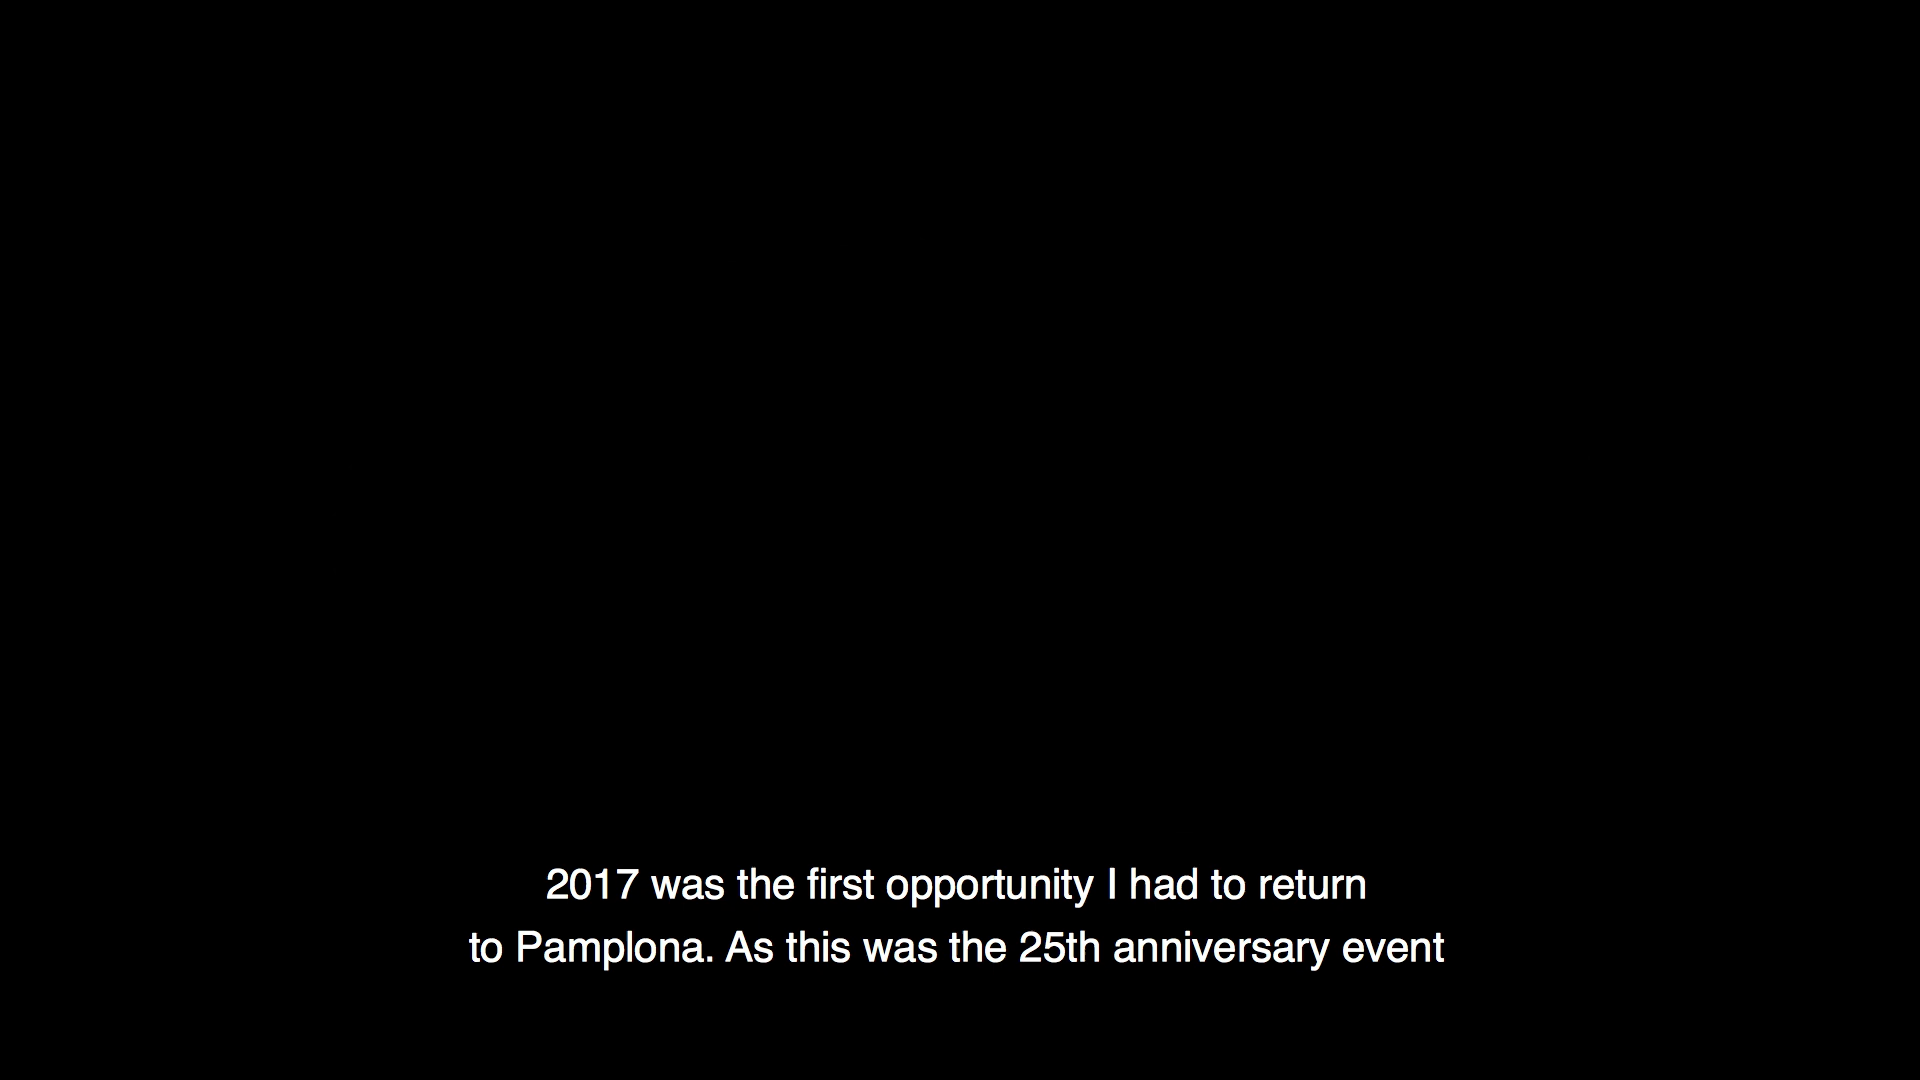 2017 was the first opportunity I had to return
to Pamplona. As this was the 25th anniversary event